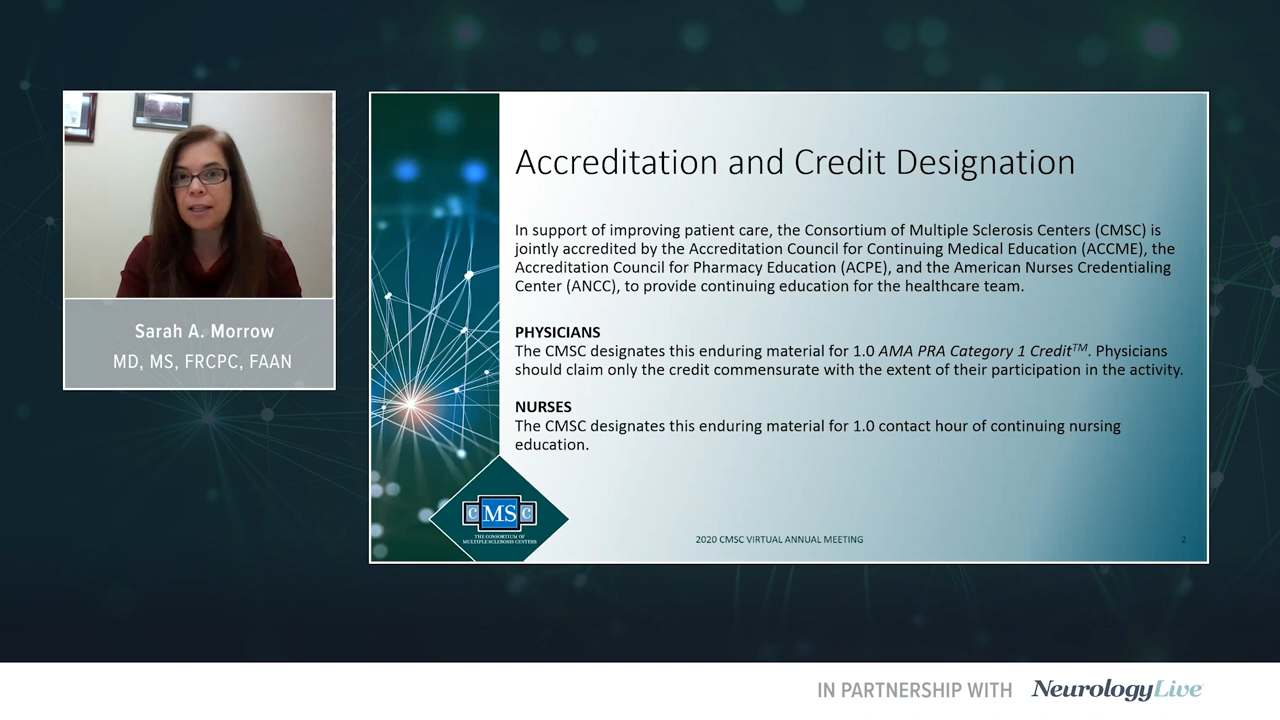 Sarah A. Morrow
MD, MS, FRCPC, FAAN
Accreditation and Credit Designation
In support of improving patient care, the Consortium of Multiple Sclerosis Centers (CMSC) is
jointly accredited by the Accreditation Council for Continuing Medical Education (ACCME), the
Accreditation Council for Pharmacy Education (ACPE), and the American Nurses Credentialing
Center (ANCC), to provide continuing education for the healthcare team.
PHYSICIANS
The CMSC designates this enduring material for 1.0 AMA PRA Category 1 Credit™. Physicians
should claim only the credit commensurate with the extent of their participation in the activity.
NURSES
The CMSC designates this enduring material for 1.0 contact hour of continuing nursing
education.
CMSC
THE CONSORTIUM OF
MULTIPLE SCLEROSIS CENTERS
2020 CMSC VIRTUAL ANNUAL MEETING
2
IN PARTNERSHIP WITH NeurologyLive